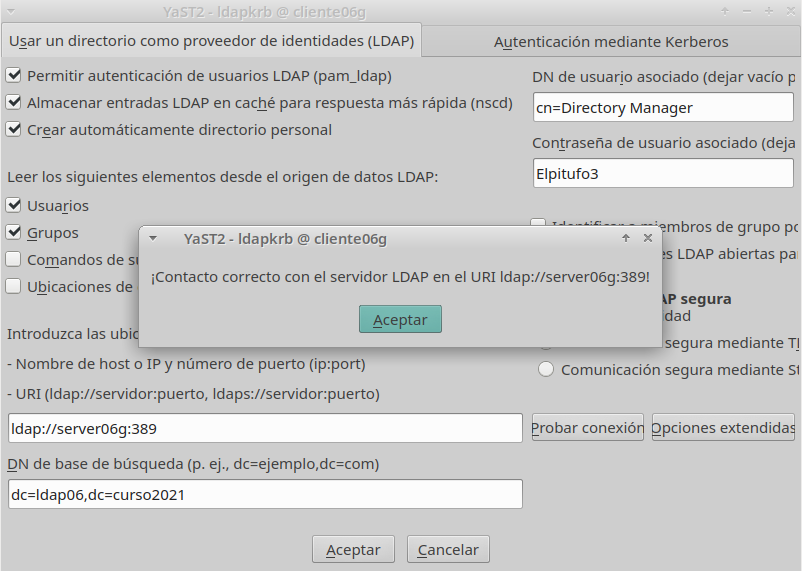 YaST2 - ldapkrb @ cliente06g
Usar un directorio como proveedor de identidades (LDAP)
Autenticación mediante Kerberos
Permitir autenticación de usuarios LDAP (pam_ldap)
Almacenar entradas LDAP en caché para respuesta más rápida (nscd)
Crear automáticamente directorio personal
DN de usuario asociado (dejar vacío p
cn=Directory Manager
Contraseña de usuario asociado (deja
Elpitufo3
Leer los siguientes elementos desde el origen de datos LDAP:
Usuarios
Grupos
Comandos de su
Ubicaciones de
miembros de grupo po
es LDAP abiertas pa
YaST2 - ldapkrb @ cliente06g
¡Contacto correcto con el servidor LDAP en el URI ldap://server06g:389!
Aceptar
AP segura
idad
segura mediante TL
Comunicación segura mediante St
Introduzca las ubic
- Nombre de host o IP y número de puerto (ip:port)
- URI (ldap://servidor:puerto, ldaps://servidor:puerto)
ldap://server06g:389
Probar conexión
Opciones extendidas
DN de base de búsqueda (p. ej., dc=ejemplo,dc=com)
dc=ldap06,dc=curso2021
Aceptar
Cancelar